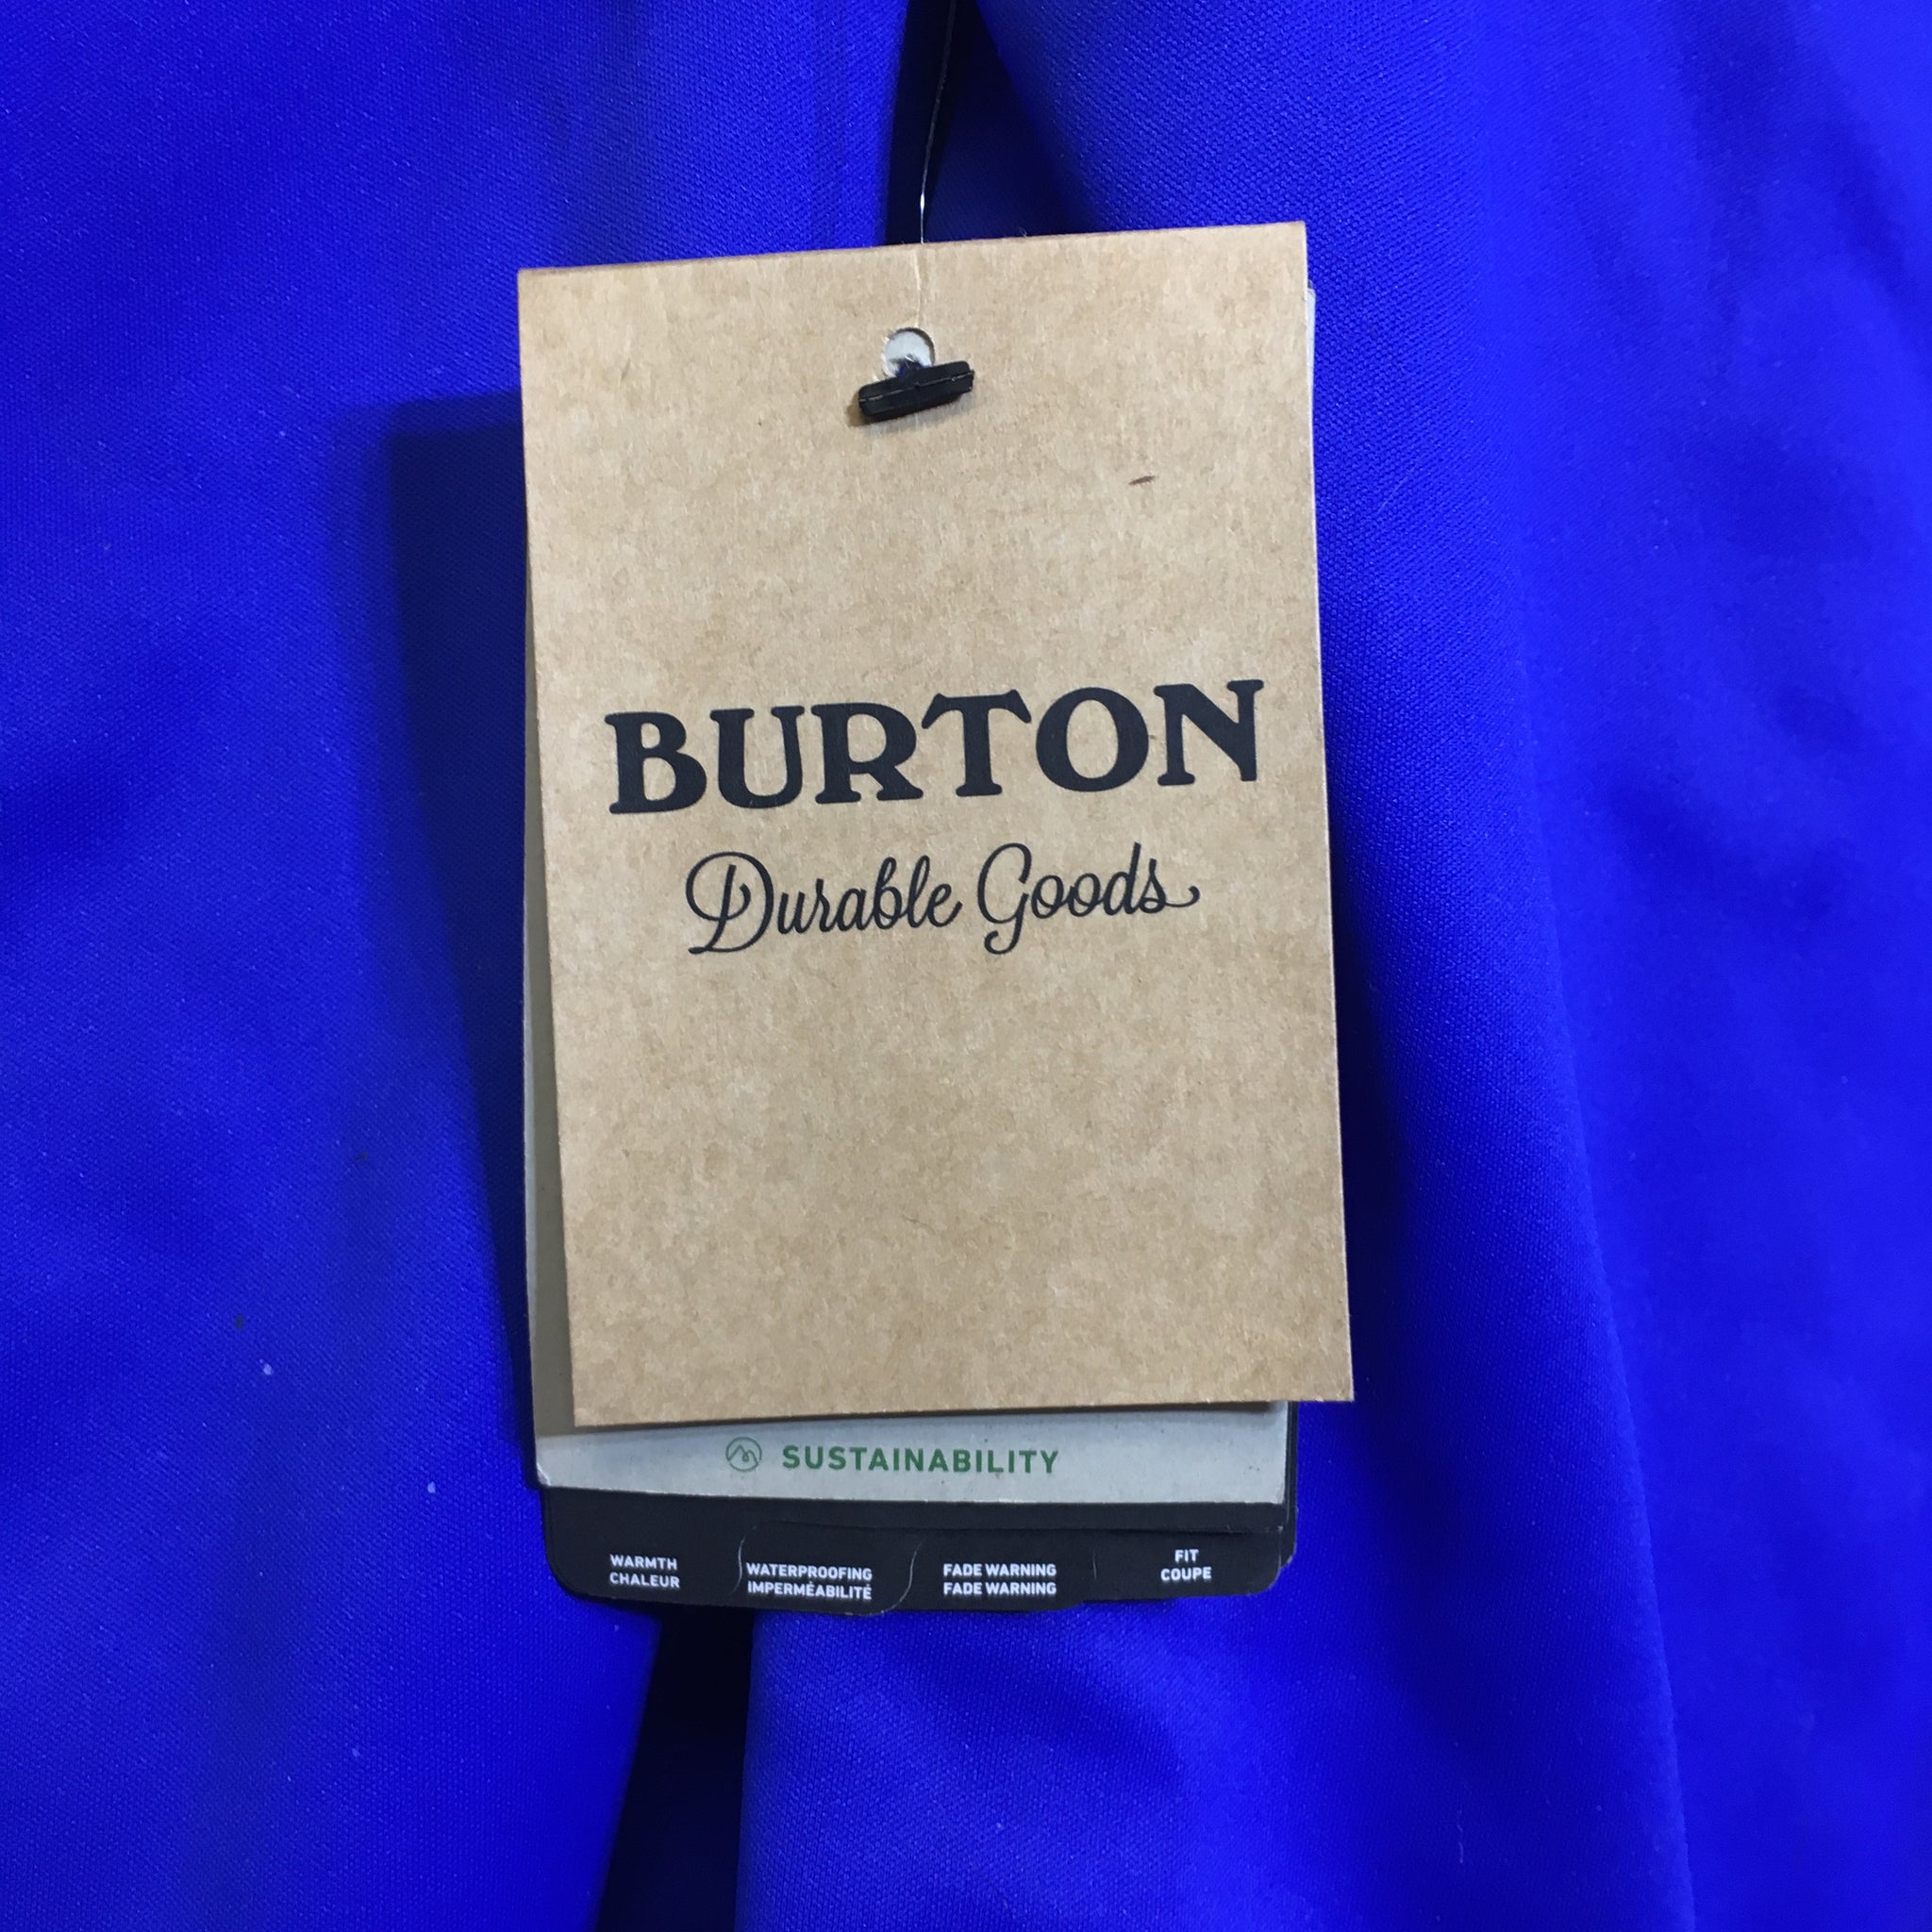 BURTON
Durable Goods
SUSTAINABILITY
WARMTH
CHALEUR
WATERPROOFING
IMPERMÉABILITÉ
FADE WARNING
FADE WARNING
FIT
COUPE